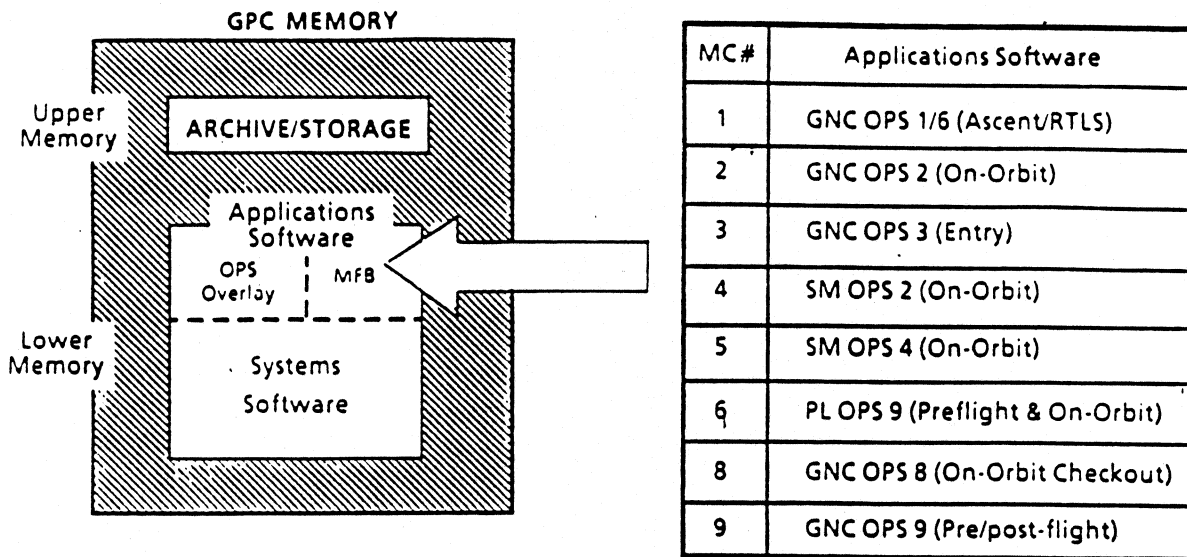 GPC MEMORY
Upper
Memory
ARCHIVE/STORAGE
Applications
Software
OPS
Overlay
MFB
Lower
Memory
Systems
Software
MC# Applications Software
1 GNC OPS 1/6 (Ascent/RTLS)
2 GNC OPS 2 (On-Orbit)
3 GNC OPS 3 (Entry)
4 SM OPS 2 (On-Orbit)
5 SM OPS 4 (On-Orbit)
6 PL OPS 9 (Preflight & On-Orbit)
8 GNC OPS 8 (On-Orbit Checkout)
9 GNC OPS 9 (Pre/post-flight)